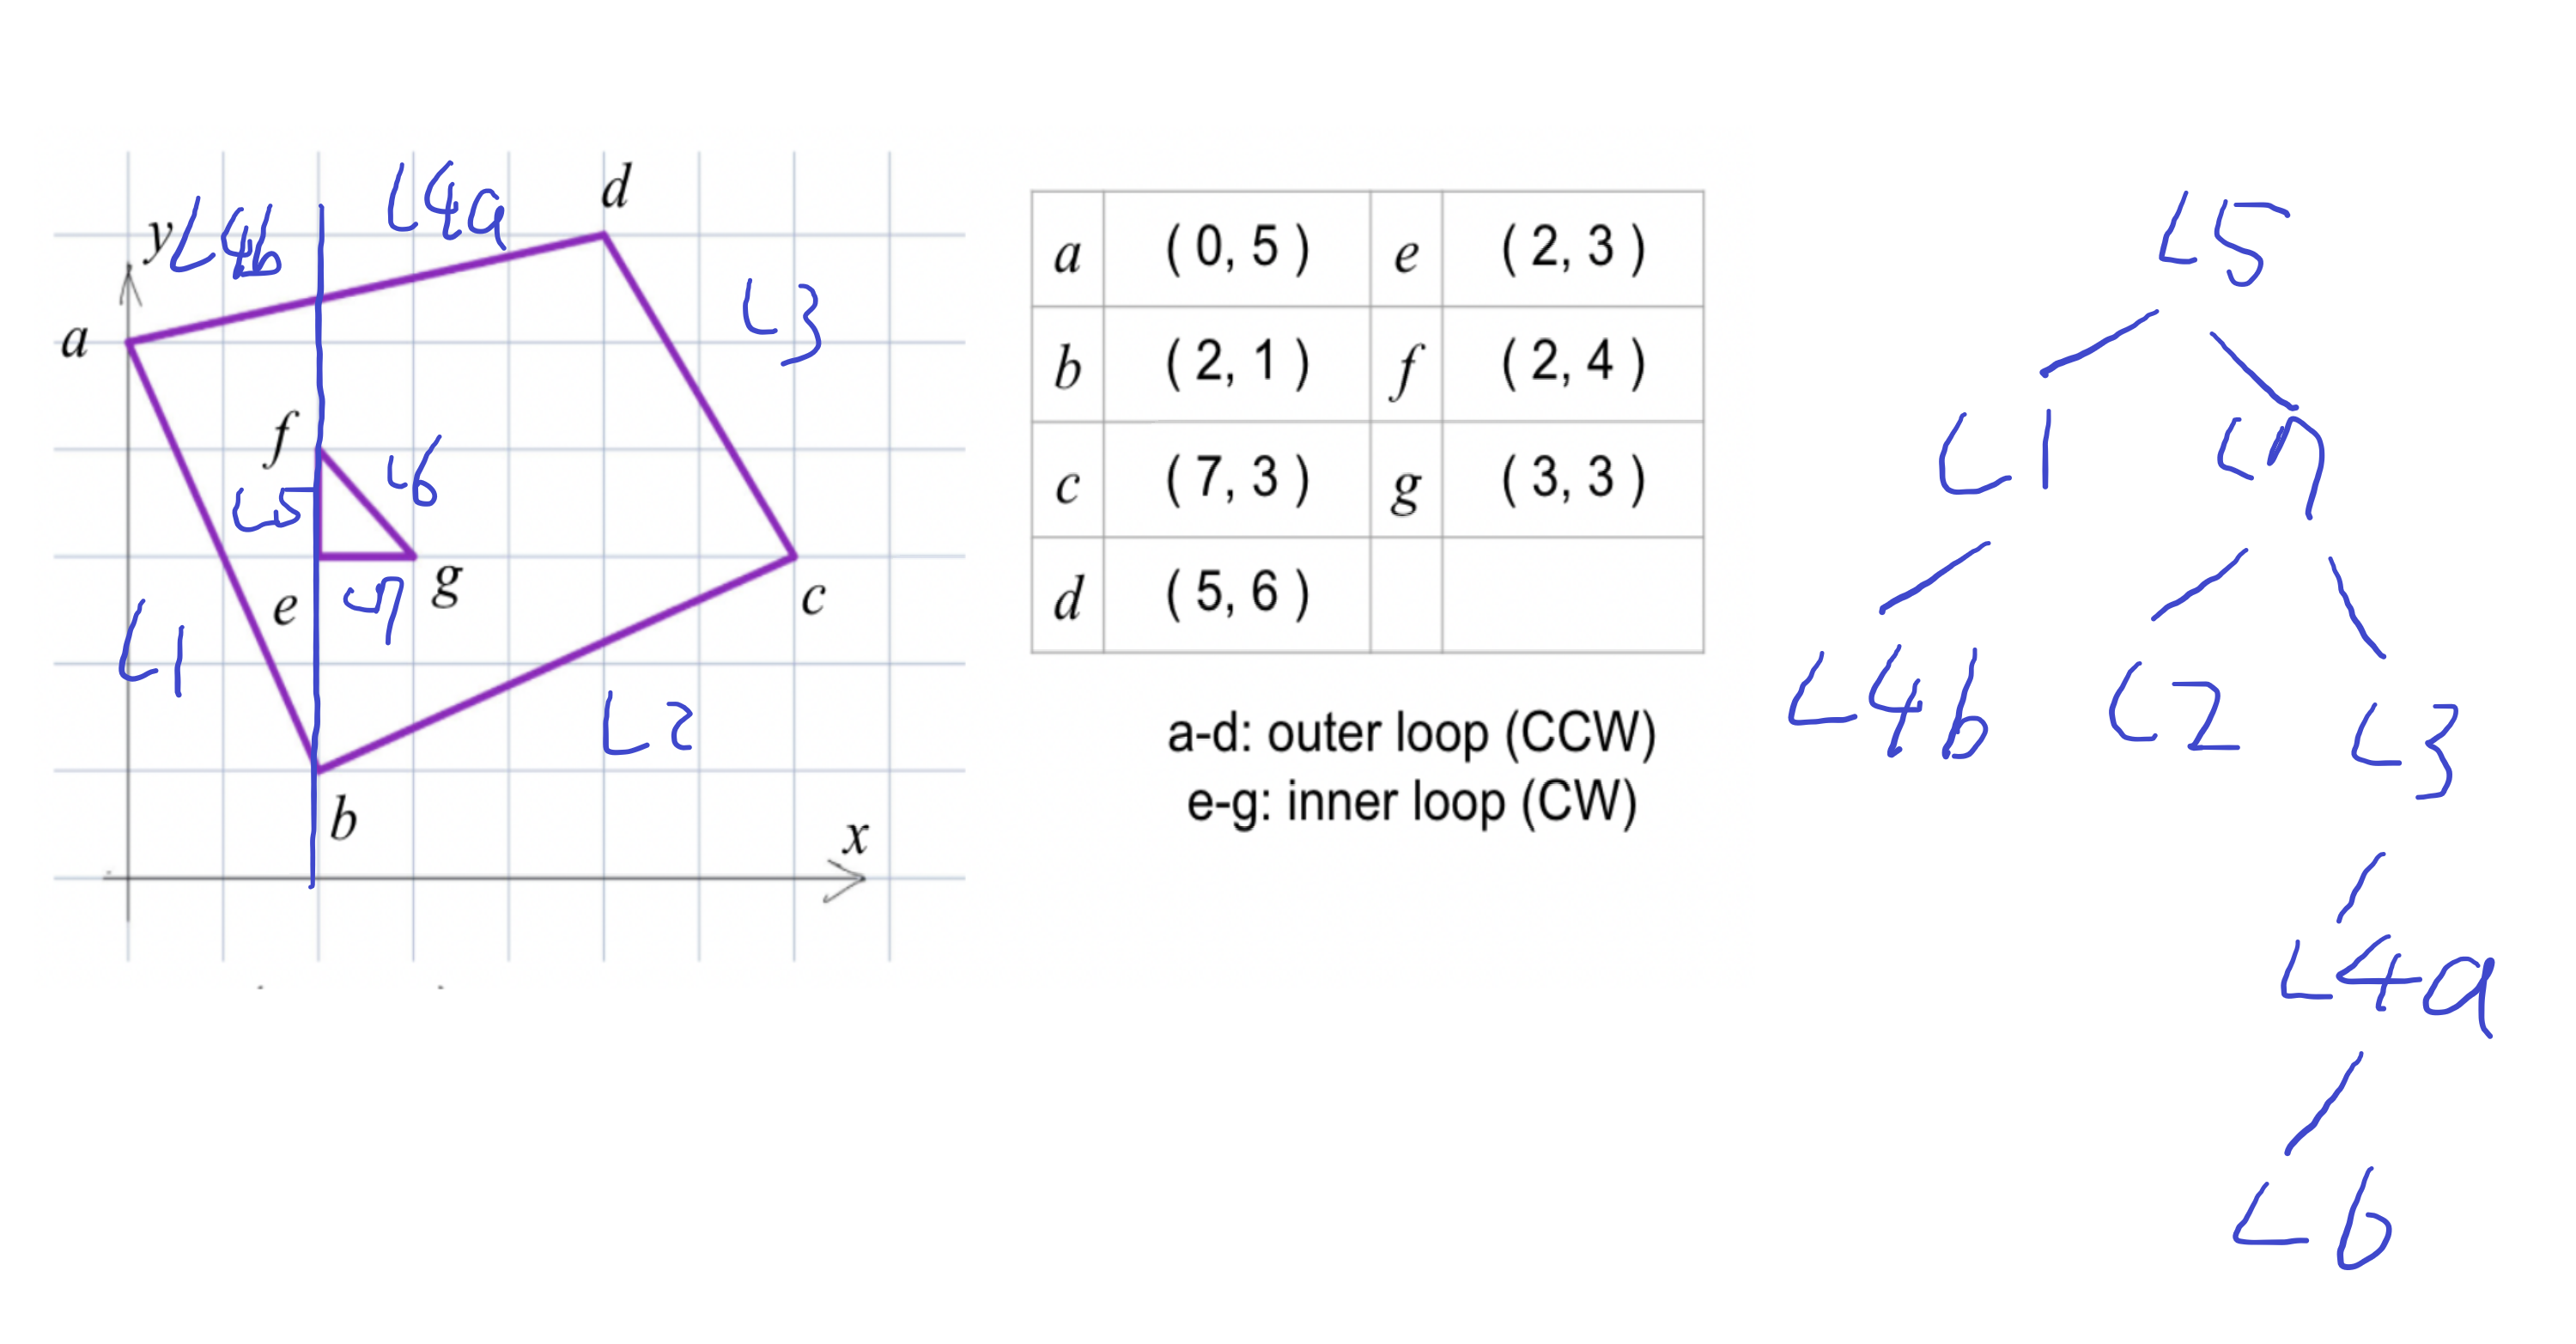 L4b
L4a
d
y
L3
a
f
L6
L5
g
e
L7
c
L1
L2
b
x
a ( 0, 5 ) e ( 2, 3 )
b ( 2, 1 ) f ( 2, 4 )
c ( 7, 3 ) g ( 3, 3 )
d ( 5, 6 )
a-d: outer loop (CCW)
e-g: inner loop (CW)
L5
L1 L7
L4b L2 L3
L4a
L6